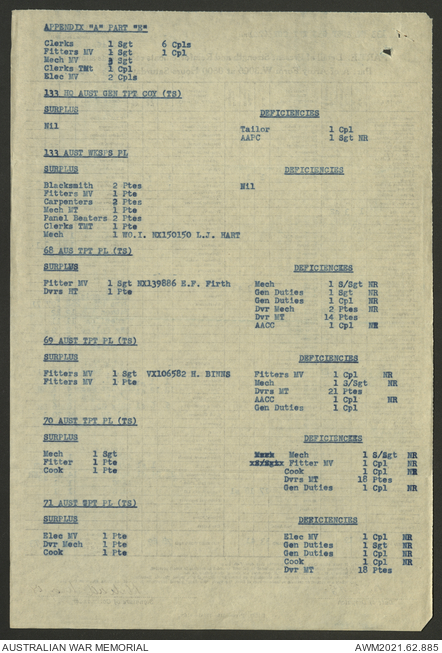 APPENDIX "A" PART "E"
Clerks 1 Sgt 6 Cpls
Fitters MV 1 Sgt 1 Cpl
Mech MV Sgt
Clerks TMT 1 Cpl
Elec MV 2 Cpls
133 HQ AUST GEN TPT COY (TS)
SURPLUS DEFICIENCIES
Nil
Tailor 1 Cpl
AAPC 1 Sgt NR
133 AUST WKSPS PL
SURPLUS DEFICIENCIES
Blacksmith 2 Ptes Nil
Fitters MV 1 Pte
Carpenters 2 Ptes
Mech MT 1 Pte
Panel Beaters 2 Ptes
Clerks TMT 1 Pte
Mech 1 WO.I. NX150150 L.J. HART
68 AUS TPT PL (TS)
SURPLUS DEFICIENCIES
Fitter MV 1 Sgt NX139886 E.F. Firth Mech 1 S/Sgt NR
Dvrs HT 1 Pte Gen Duties 1 Sgt NR
Gen Duties 1 Cpl NR
Dvr Mech 2 Ptes NR
Dvr MT 14 Ptes
AACC 1 Cpl NR
69 AUST TPT PL (TS)
SURPLUS DEFICIENCIES
Fitters MV 1 Sgt VX106582 H. BINNS Fitters MV 1 Cpl NR
Fitters MV 1 Pte Mech 1 S/Sgt NR
Dvrs MT 21 Ptes
AACC 1 Cpl NR
Gen Duties 1 Cpl
70 AUST TPT PL (TS)
SURPLUS DEFICIENCIES
Mech 1 Sgt Mech 1 S/Sgt NR
Fitter 1 Pte Fitter MV 1 Cpl NR
Cook 1 Pte Cook 1 Cpl NR
Dvrs MT 18 Ptes
Gen Duties 1 Cpl NR
71 AUST TPT PL (TS)
SURPLUS DEFICIENCIES
Elec MV 1 Pte Elec MV 1 Cpl NR
Dvr Mech 1 Pte Gen Duties 1 Sgt NR
Cook 1 Pte Gen Duties 1 Cpl NR
Cook 1 Cpl NR
Dvr MT 18 Ptes
AUSTRALIAN WAR MEMORIAL AWM2021.62.885